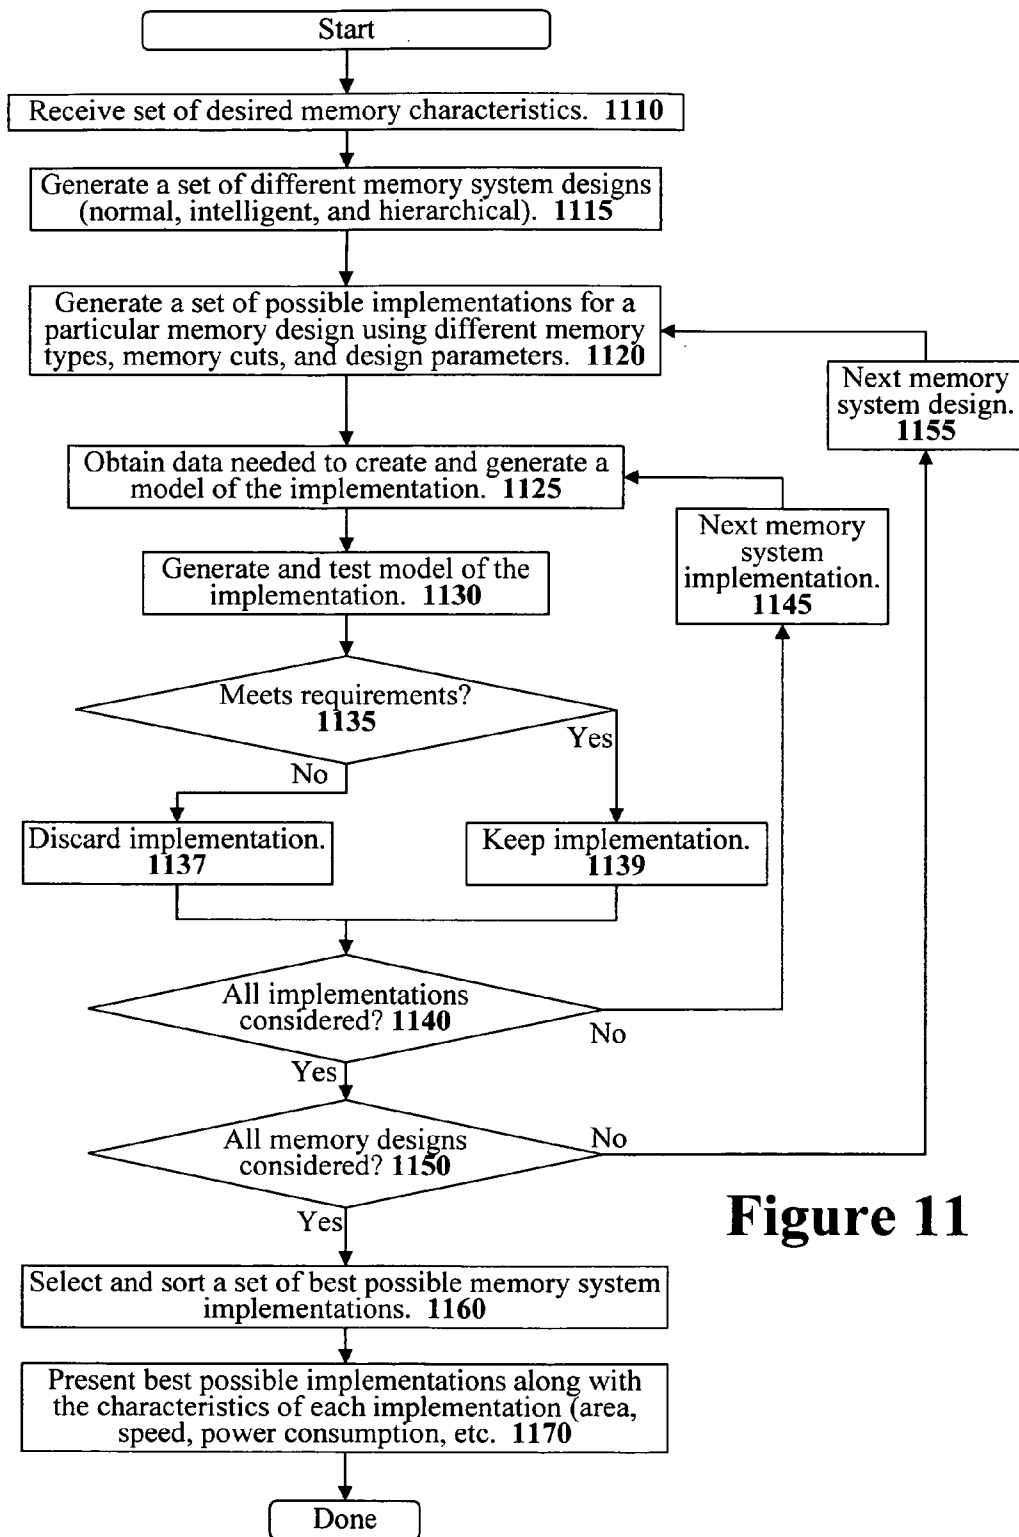 Start
Receive set of desired memory characteristics. 1110
Generate a set of different memory system designs
(normal, intelligent, and hierarchical). 1115
Generate a set of possible implementations for a
particular memory design using different memory
types, memory cuts, and design parameters. 1120
Next memory
system design.
1155
Obtain data needed to create and generate a
model of the implementation. 1125
Next memory
system
implementation.
1145
Generate and test model of the
implementation. 1130
Meets requirements?
1135
Yes
No
Discard implementation.
1137
Keep implementation.
1139
All implementations
considered? 1140
No
Yes
All memory designs
considered? 1150
No
Yes
Figure 11
Select and sort a set of best possible memory system
implementations. 1160
Present best possible implementations along with
the characteristics of each implementation (area,
speed, power consumption, etc. 1170
Done